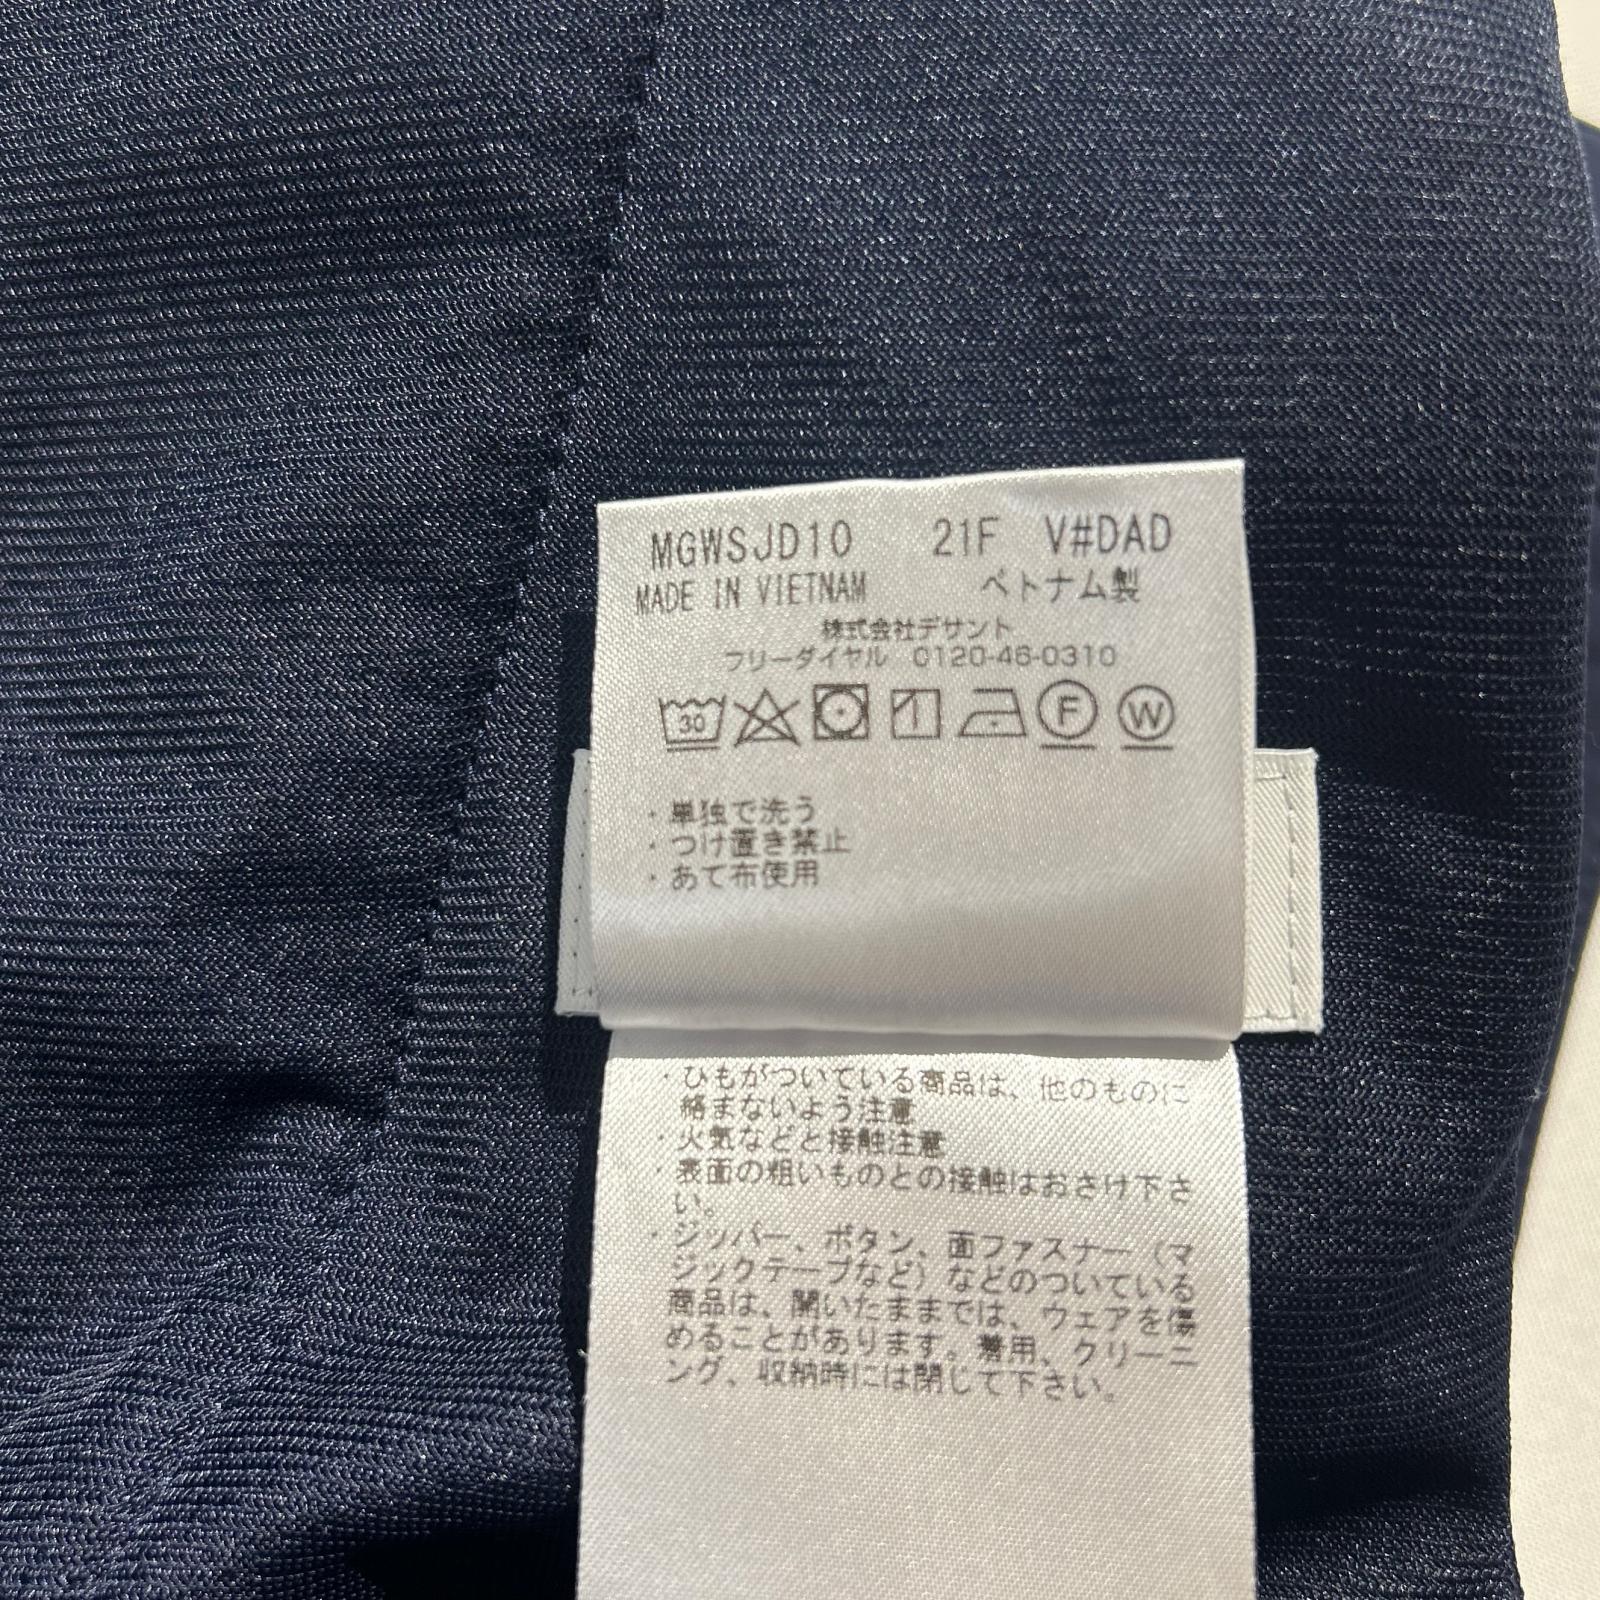 MGWSJD10 21F V#DAD
MADE IN VIETNAM ベトナム製
株式会社デサント
フリーダイヤル 0120-46-0310
30 F W
・単独で洗う
・つけ置き禁止
・あて布使用
・ひもがついている商品は、他のものに
絡まないよう注意
・火気などと接触注意
・表面の粗いものとの接触はおさけ下さ
い。
・ジッパー、ボタン、面ファスナー（マ
ジックテープなど）などのついている
商品は、開いたままでは、ウェアを傷
めることがあります。着用、クリーニ
ング、収納時には閉じて下さい。